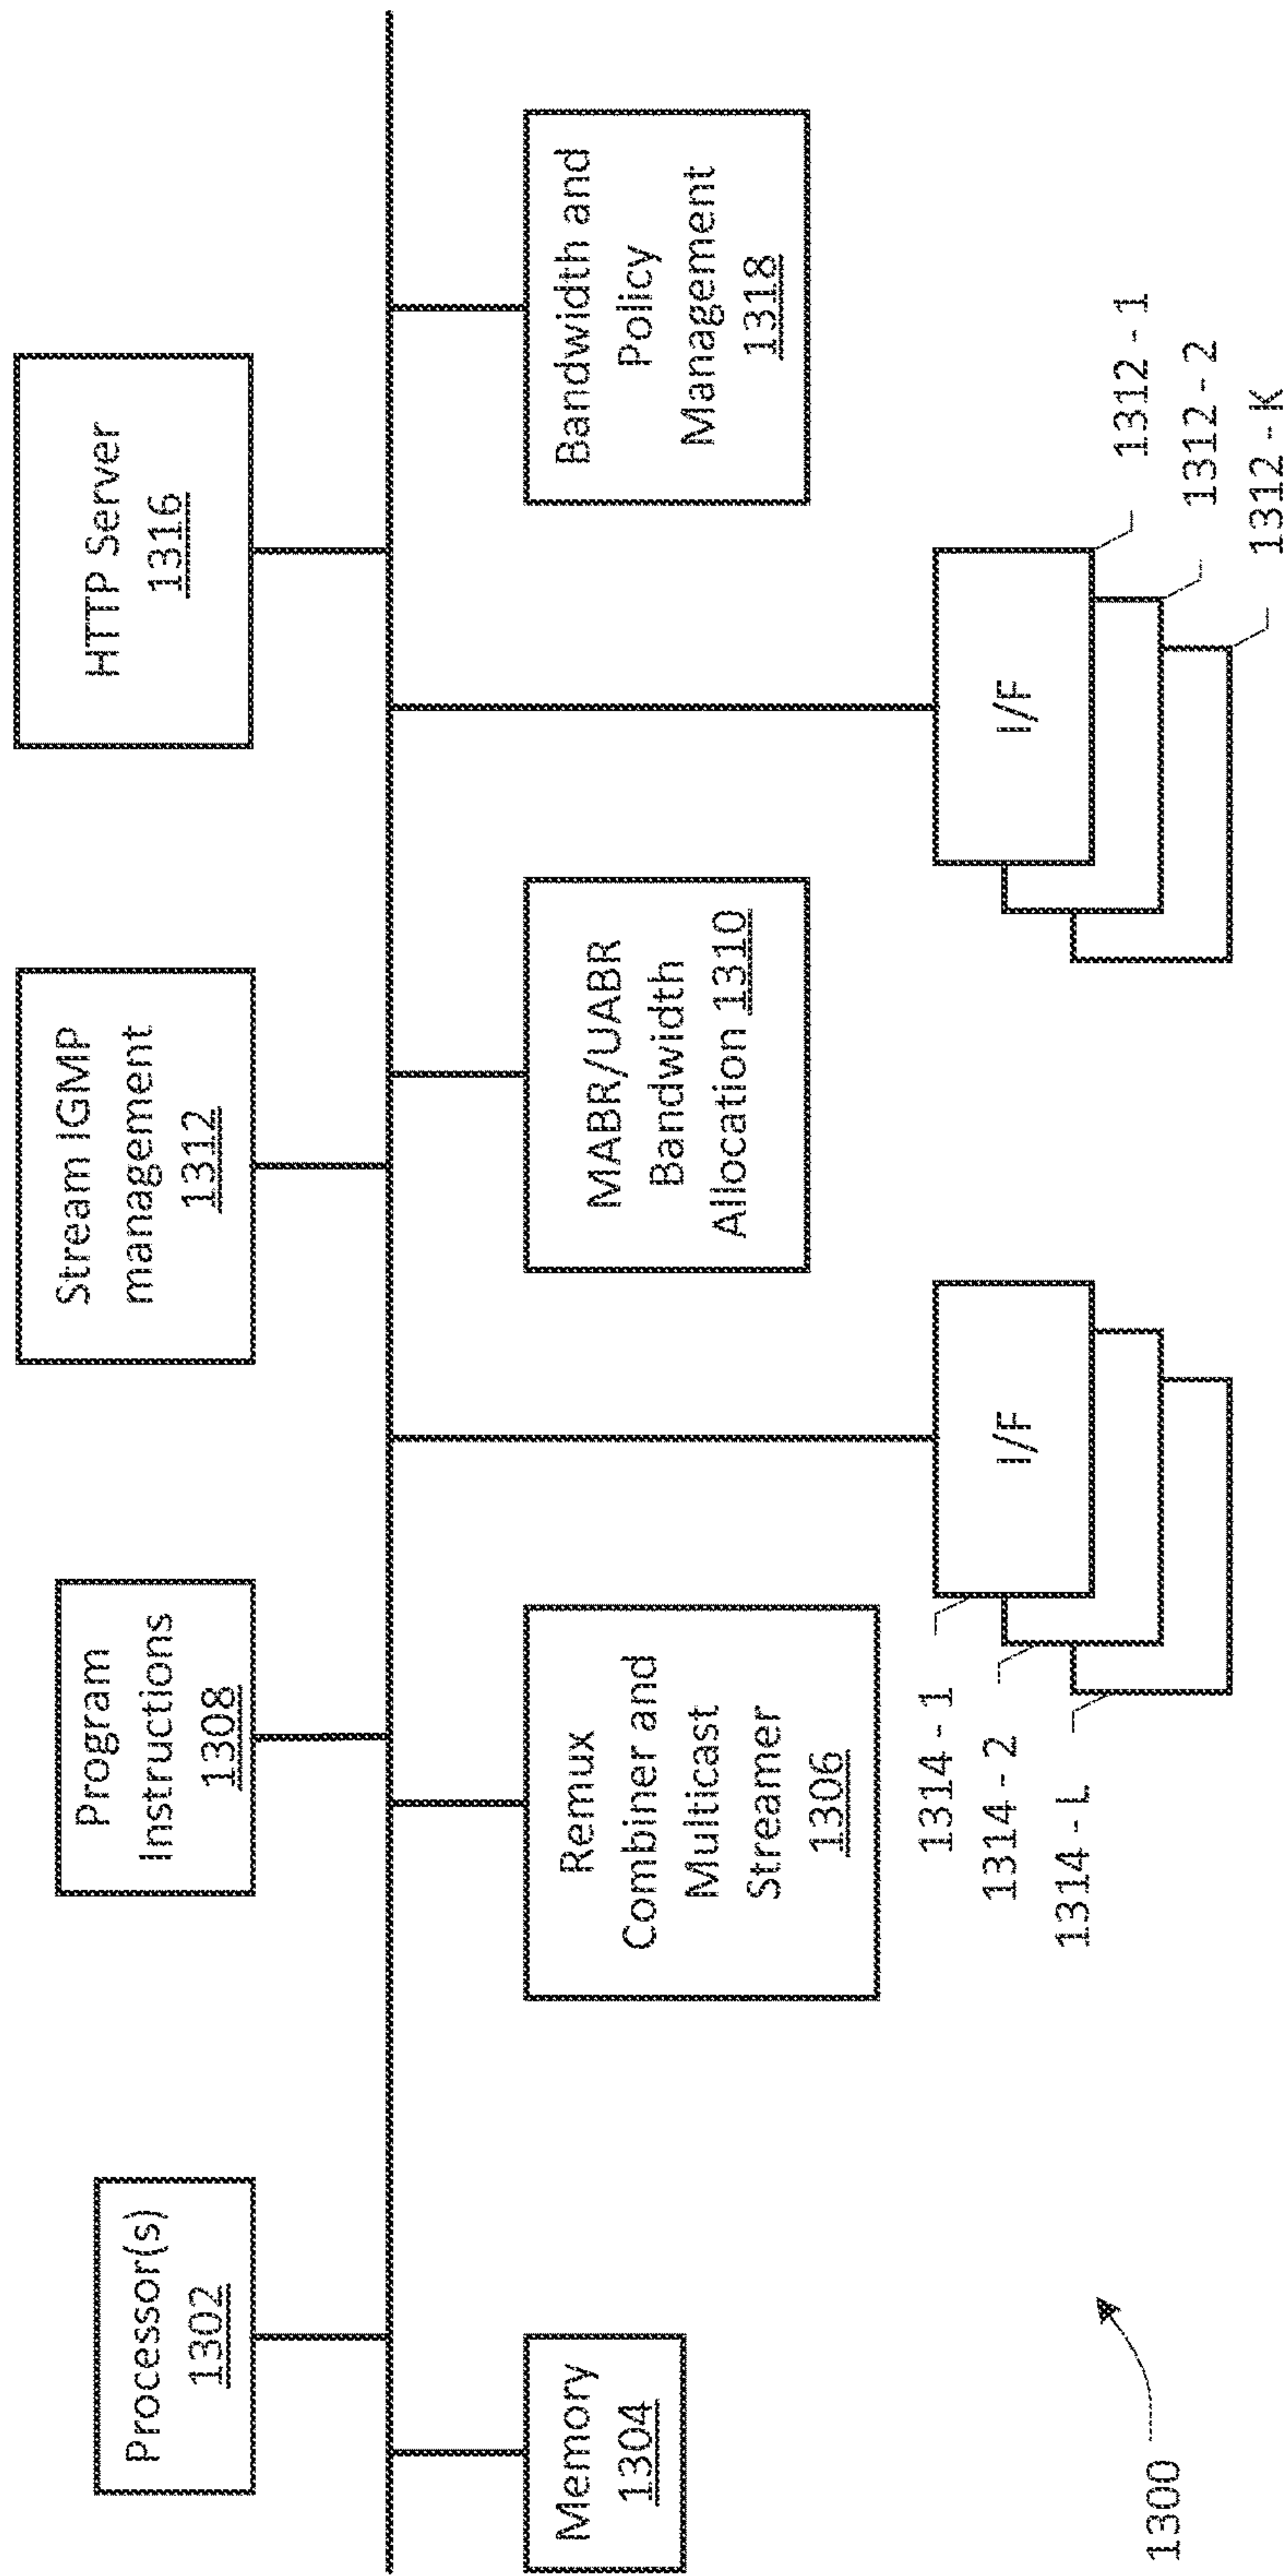 Processor(s)
1302
Program
Instructions
1308
Stream IGMP
management
1312
HTTP Server
1316
Memory
1304
Remux
Combiner and
Multicast
Streamer
1306
MABR/UABR
Bandwidth
Allocation 1310
Bandwidth and
Policy
Management
1318
I/F
1314 - 1
1314 - 2
1314 - L
I/F
1312 - 1
1312 - 2
1312 - K
1300